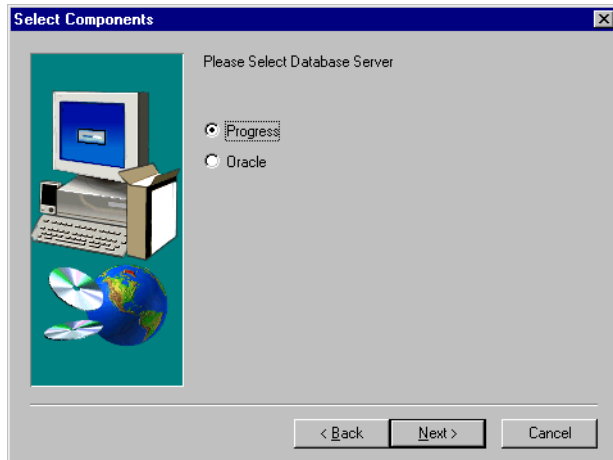 Select Components
Please Select Database Server
Progress
Oracle
< Back
Next >
Cancel